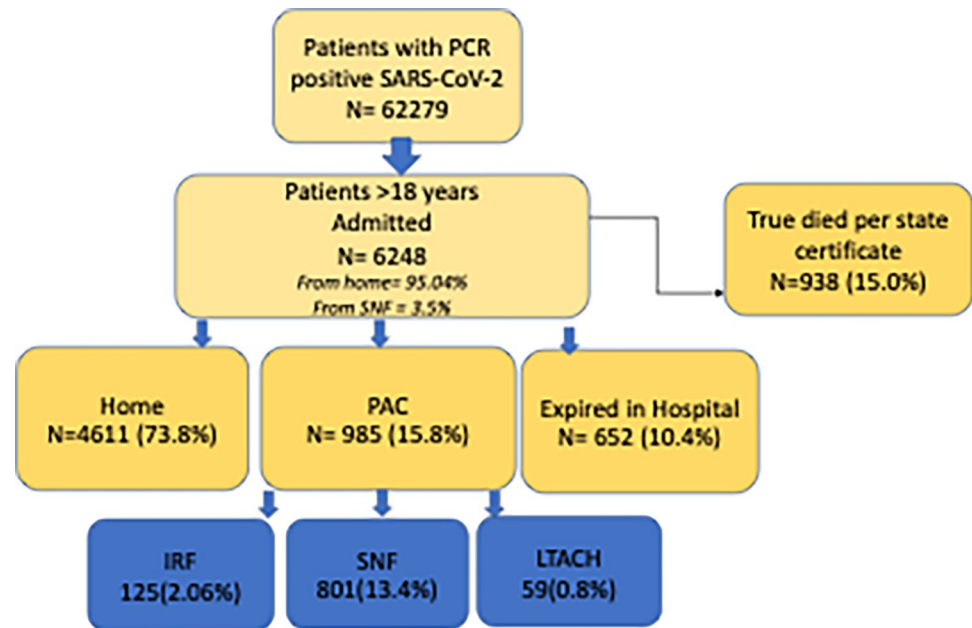 Patients with PCR
positive SARS-CoV-2
N= 62279
Patients >18 years
Admitted
N= 6248
From home= 95.04%
From SNF = 3.5%
True died per state
certificate
N=938 (15.0%)
Home
N=4611 (73.8%)
PAC
N= 985 (15.8%)
Expired in Hospital
N= 652 (10.4%)
IRF
125(2.06%)
SNF
801(13.4%)
LTACH
59(0.8%)